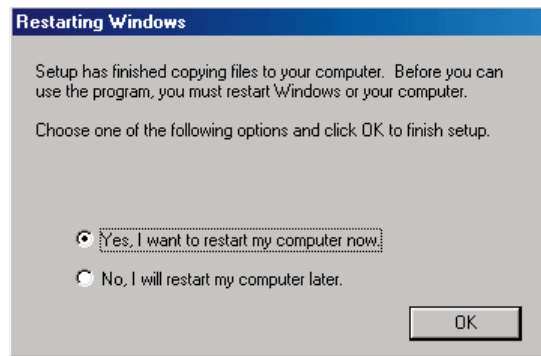 Restarting Windows
Setup has finished copying files to your computer.  Before you can
use the program, you must restart Windows or your computer.
Choose one of the following options and click OK to finish setup.
Yes, I want to restart my computer now.
No, I will restart my computer later.
OK